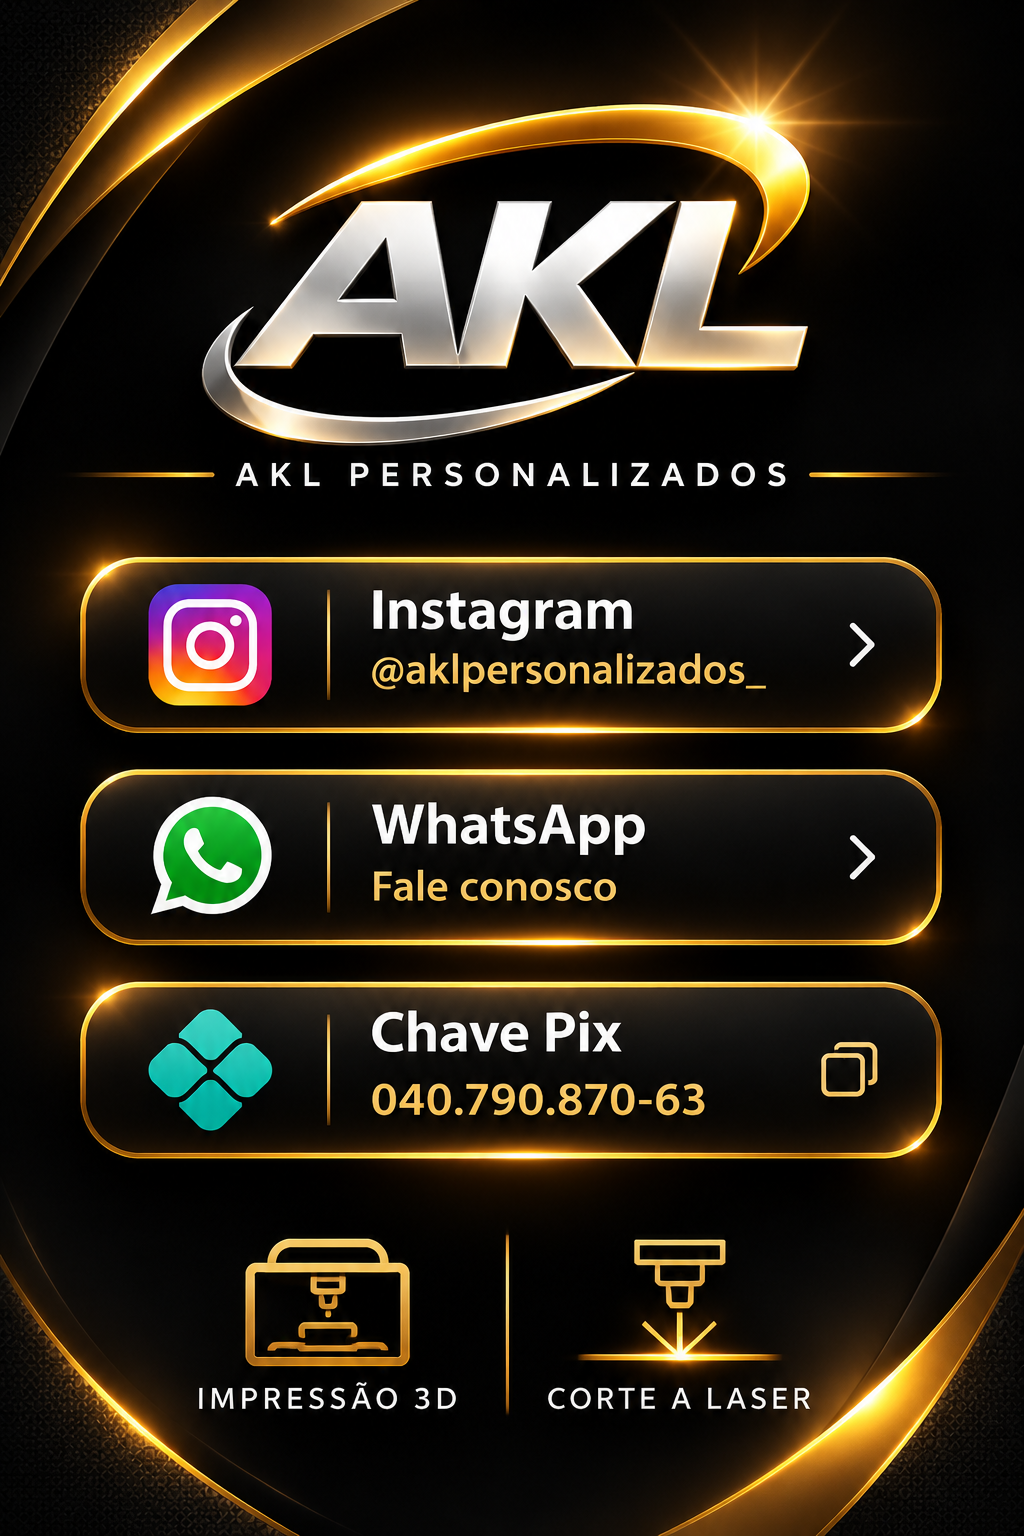 AKL
AKL PERSONALIZADOS
Instagram
@aklpersonalizados_
WhatsApp
Fale conosco
Chave Pix
040.790.870-63
IMPRESSÃO 3D
CORTE A LASER